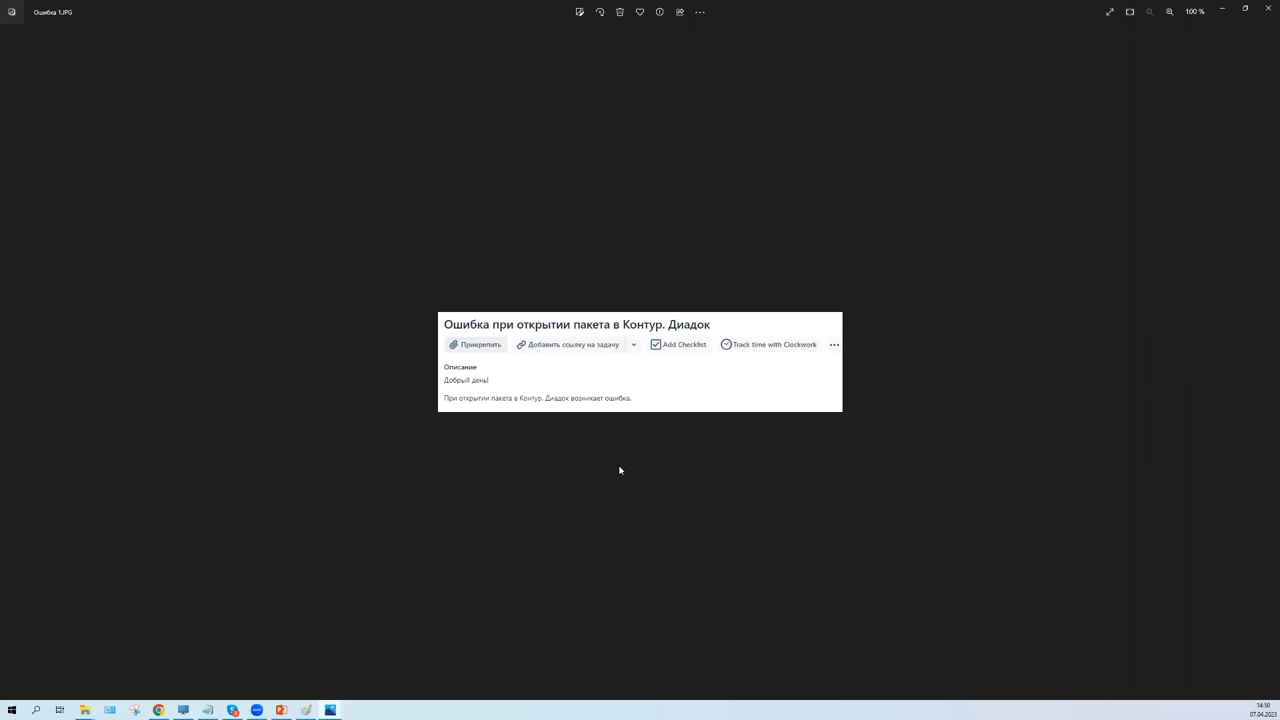 Ошибка 1.JPG
100 %
Ошибка при открытии пакета в Контур. Диадок
Прикрепить Добавить ссылку на задачу Add Checklist Track time with Clockwork
Описание
Добрый день!
При открытии пакета в Контур. Диадок возникает ошибка.
14:50
07.04.2023